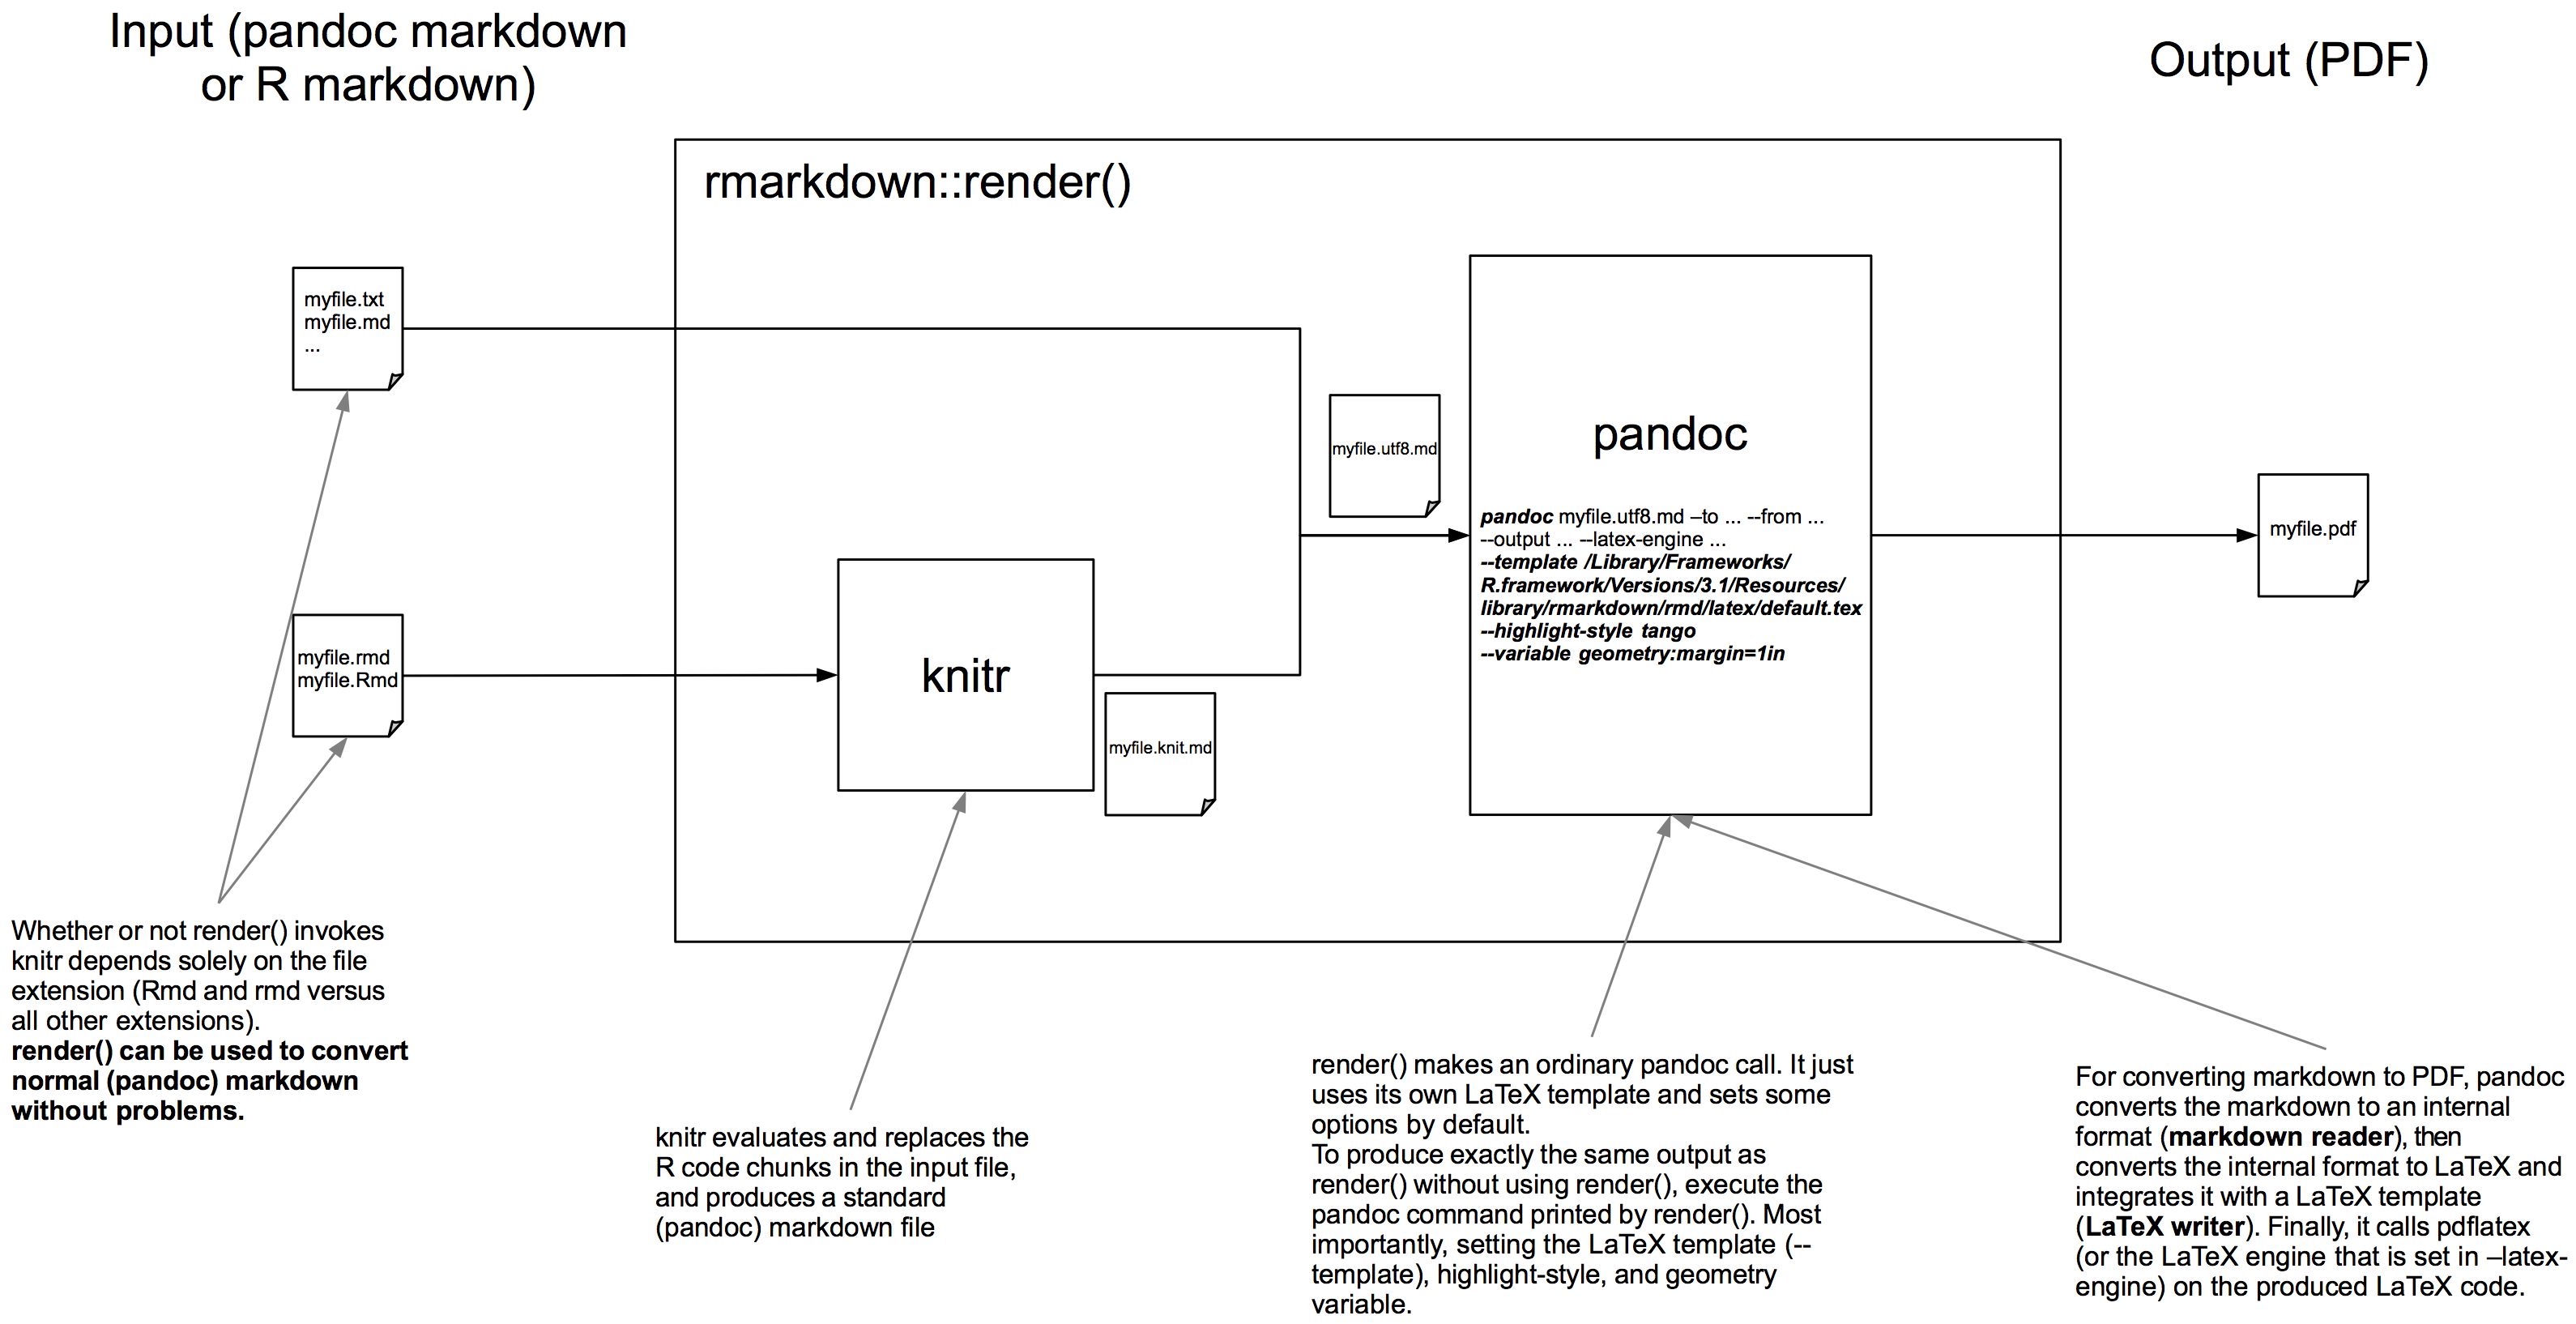 Input (pandoc markdown
or R markdown)
Output (PDF)
rmarkdown::render()
myfile.txt
myfile.md
...
myfile.utf8.md
pandoc
pandoc myfile.utf8.md –to ... --from ...
--output ... --latex-engine ...
--template /Library/Frameworks/
R.framework/Versions/3.1/Resources/
library/rmarkdown/rmd/latex/default.tex
--highlight-style tango
--variable geometry:margin=1in
myfile.pdf
myfile.rmd
myfile.Rmd
knitr
myfile.knit.md
Whether or not render() invokes
knitr depends solely on the file
extension (Rmd and rmd versus
all other extensions).
render() can be used to convert
normal (pandoc) markdown
without problems.
knitr evaluates and replaces the
R code chunks in the input file,
and produces a standard
(pandoc) markdown file
render() makes an ordinary pandoc call. It just
uses its own LaTeX template and sets some
options by default.
To produce exactly the same output as
render() without using render(), execute the
pandoc command printed by render(). Most
importantly, setting the LaTeX template (--
template), highlight-style, and geometry
variable.
For converting markdown to PDF, pandoc
converts the markdown to an internal
format (markdown reader), then
converts the internal format to LaTeX and
integrates it with a LaTeX template
(LaTeX writer). Finally, it calls pdflatex
(or the LaTeX engine that is set in –latex-
engine) on the produced LaTeX code.